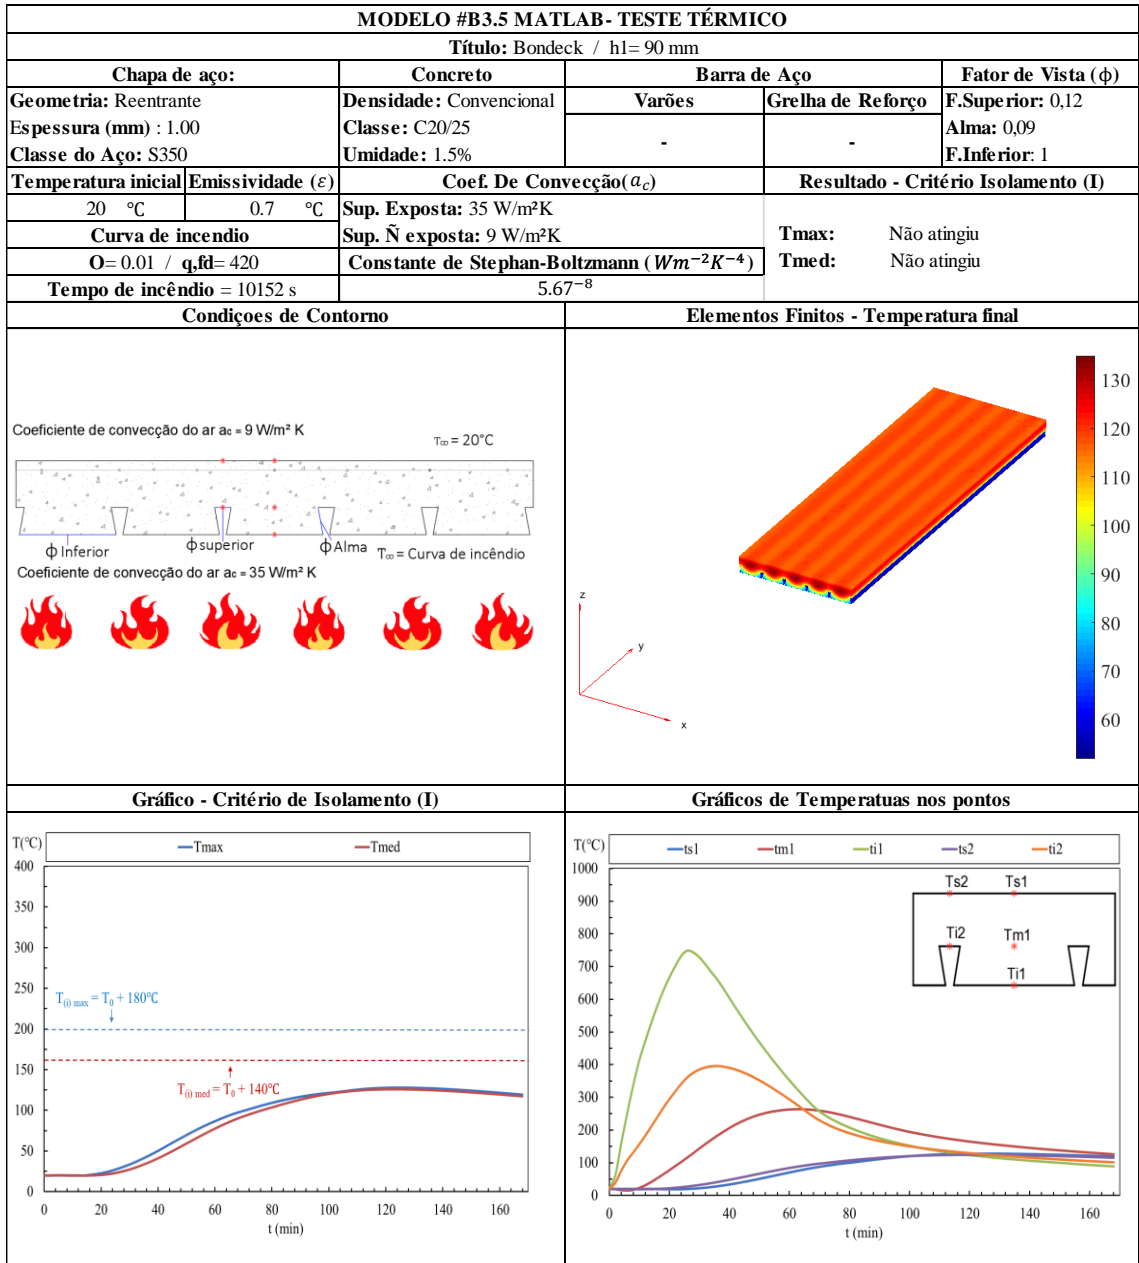 MODELO #B3.5 MATLAB- TESTE TÉRMICO
Título: Bondeck / h1= 90 mm
Chapa de aço:
Concreto
Barra de Aço
Fator de Vista (ϕ)
Geometria: Reentrante
Espessura (mm) : 1.00
Classe do Aço: S350
Densidade: Convencional
Classe: C20/25
Umidade: 1.5%
Varões
Grelha de Reforço
-
-
F.Superior: 0,12
Alma: 0,09
F.Inferior: 1
Temperatura inicial
Emissividade (ε)
Coef. De Convecção(a_c)
Resultado - Critério Isolamento (I)
20 °C
0.7 °C
Sup. Exposta: 35 W/m²K
Sup. Ñ exposta: 9 W/m²K
Curva de incendio
O= 0.01 / q,fd= 420
Tempo de incêndio = 10152 s
Constante de Stephan-Boltzmann (Wm⁻²K⁻⁴)
5.67⁻⁸
Tmax: Não atingiu
Tmed: Não atingiu
Condiçoes de Contorno
Elementos Finitos - Temperatura final
Coeficiente de convecção do ar ac = 9 W/m² K
T∞ = 20°C
ϕ Inferior
ϕ superior
ϕ Alma
T∞ = Curva de incêndio
Coeficiente de convecção do ar ac = 35 W/m² K
z
y
x
130
120
110
100
90
80
70
60
Gráfico - Critério de Isolamento (I)
Gráficos de Temperatuas nos pontos
T(°C)
Tmax
Tmed
400
350
300
250
200
150
100
50
0
T(i) max = T0 + 180°C
T(i) med = T0 + 140°C
0 20 40 60 80 100 120 140 160
t (min)
T(°C)
ts1
tm1
ti1
ts2
ti2
1000
900
800
700
600
500
400
300
200
100
0
Ts2
Ts1
Ti2
Tm1
Ti1
0 20 40 60 80 100 120 140 160
t (min)